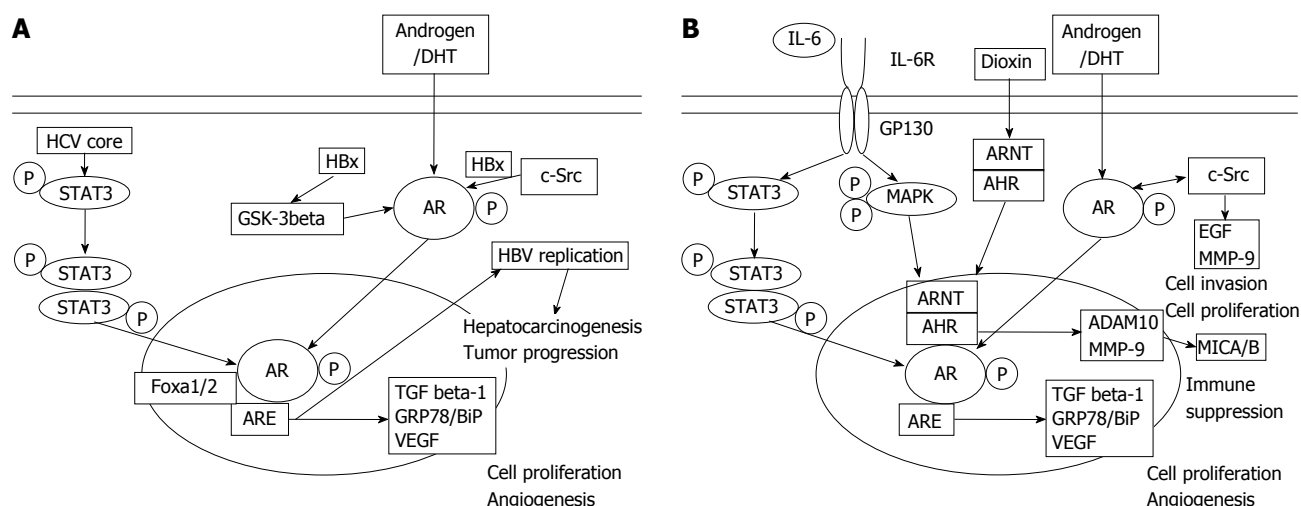 A
Androgen
/DHT
HCV core
P
STAT3
HBx
HBx
c-Src
GSK-3beta
AR
P
P
STAT3
STAT3
P
HBV replication
Hepatocarcinogenesis
Tumor progression
AR
P
Foxa1/2
ARE
TGF beta-1
GRP78/BiP
VEGF
Cell proliferation
Angiogenesis
B
IL-6
IL-6R
Dioxin
Androgen
/DHT
GP130
P
STAT3
P
P
MAPK
ARNT
AHR
AR
P
c-Src
EGF
MMP-9
Cell invasion
Cell proliferation
P
STAT3
STAT3
P
ARNT
AHR
AR
P
ADAM10
MMP-9
MICA/B
Immune
suppression
ARE
TGF beta-1
GRP78/BiP
VEGF
Cell proliferation
Angiogenesis